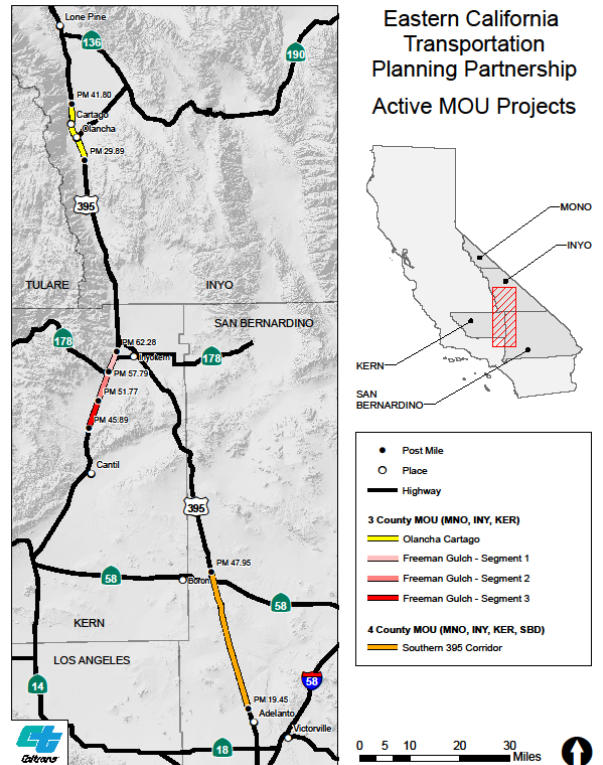 Eastern California
Transportation
Planning Partnership
Active MOU Projects
Lone Pine
136
190
PM 41.80
Cartago
Olancha
PM 29.89
395
TULARE
INYO
SAN BERNARDINO
178
PM 62.28
Inyokern
178
PM 57.79
PM 51.77
PM 45.89
Cantil
395
PM 47.95
58
Boron
58
KERN
LOS ANGELES
14
58
PM 19.45
Adelanto
Victorville
18
Caltrans
MONO
INYO
KERN
SAN
BERNARDINO
Post Mile
Place
Highway
3 County MOU (MNO, INY, KER)
Olancha Cartago
Freeman Gulch - Segment 1
Freeman Gulch - Segment 2
Freeman Gulch - Segment 3
4 County MOU (MNO, INY, KER, SBD)
Southern 395 Corridor
0 5 10 20 30
Miles